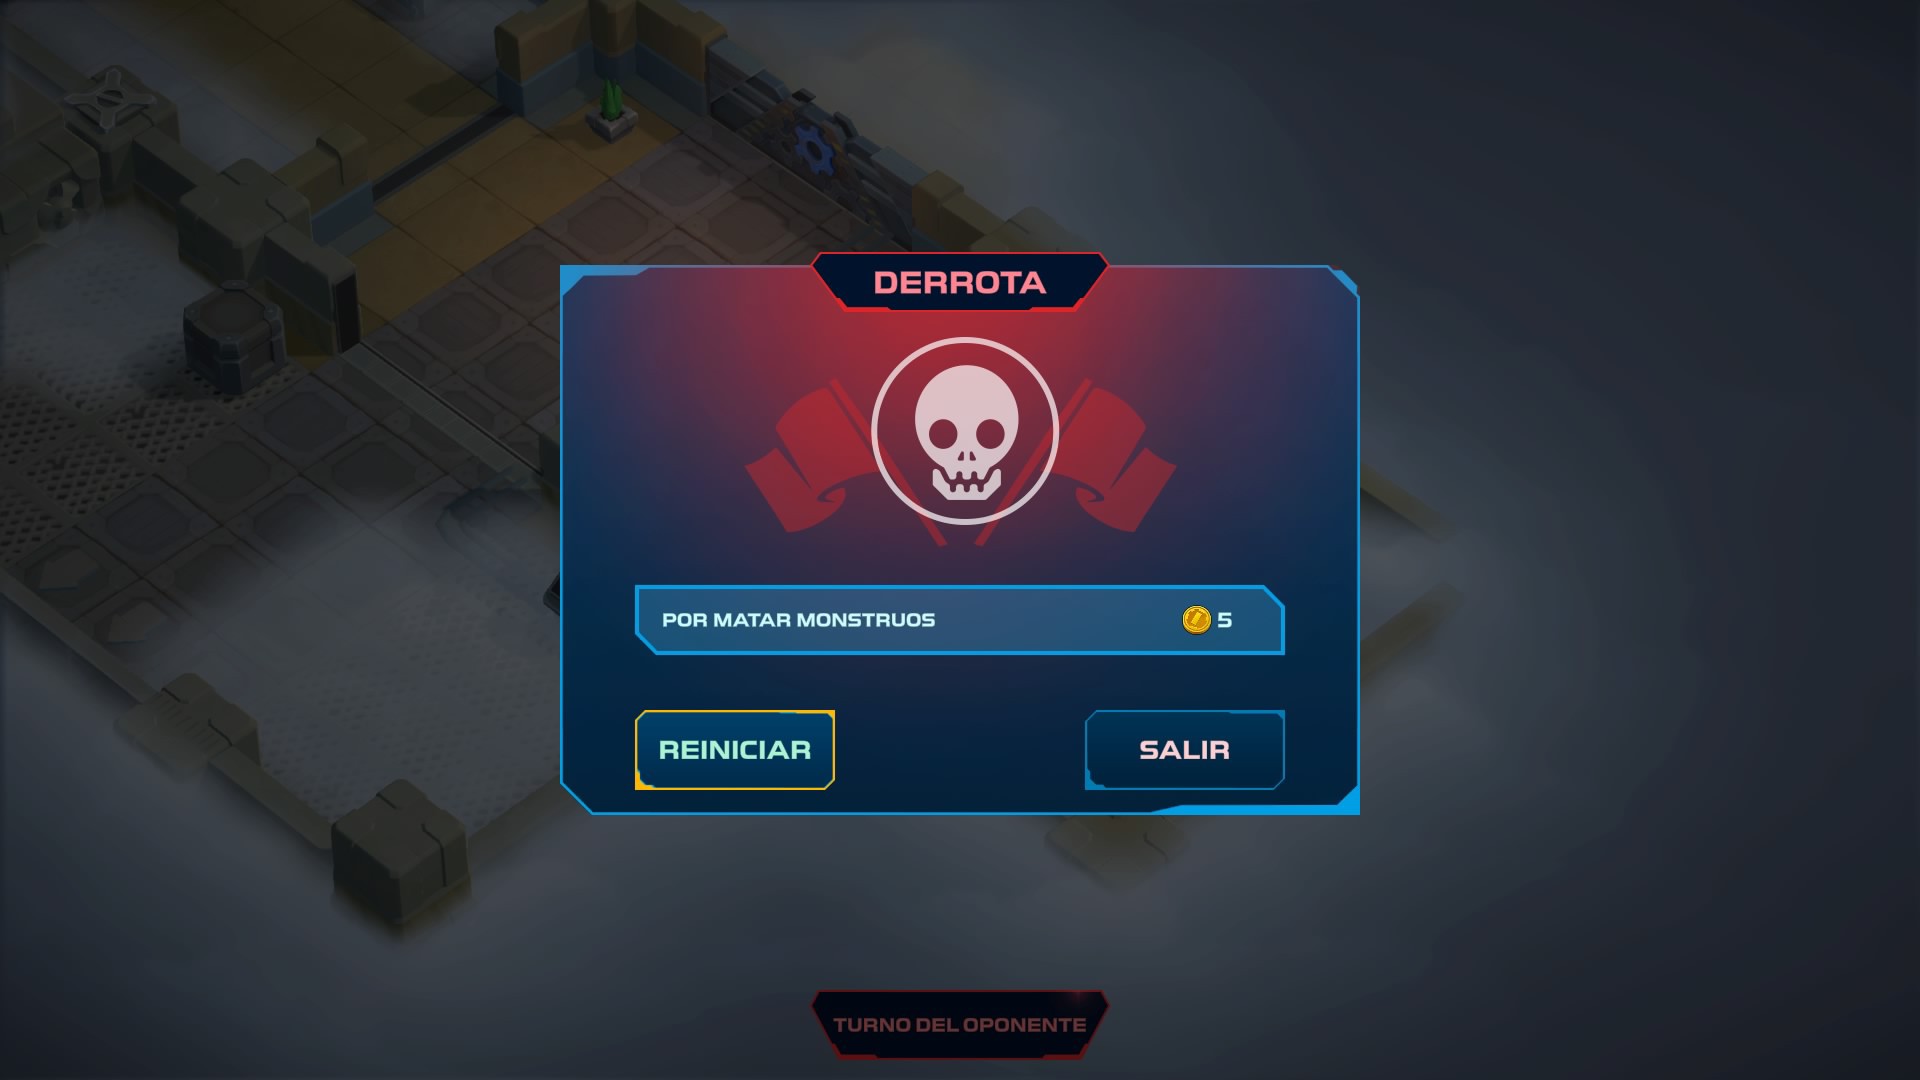 DERROTA
POR MATAR MONSTRUOS 5
REINICIAR
SALIR
TURNO DEL OPONENTE